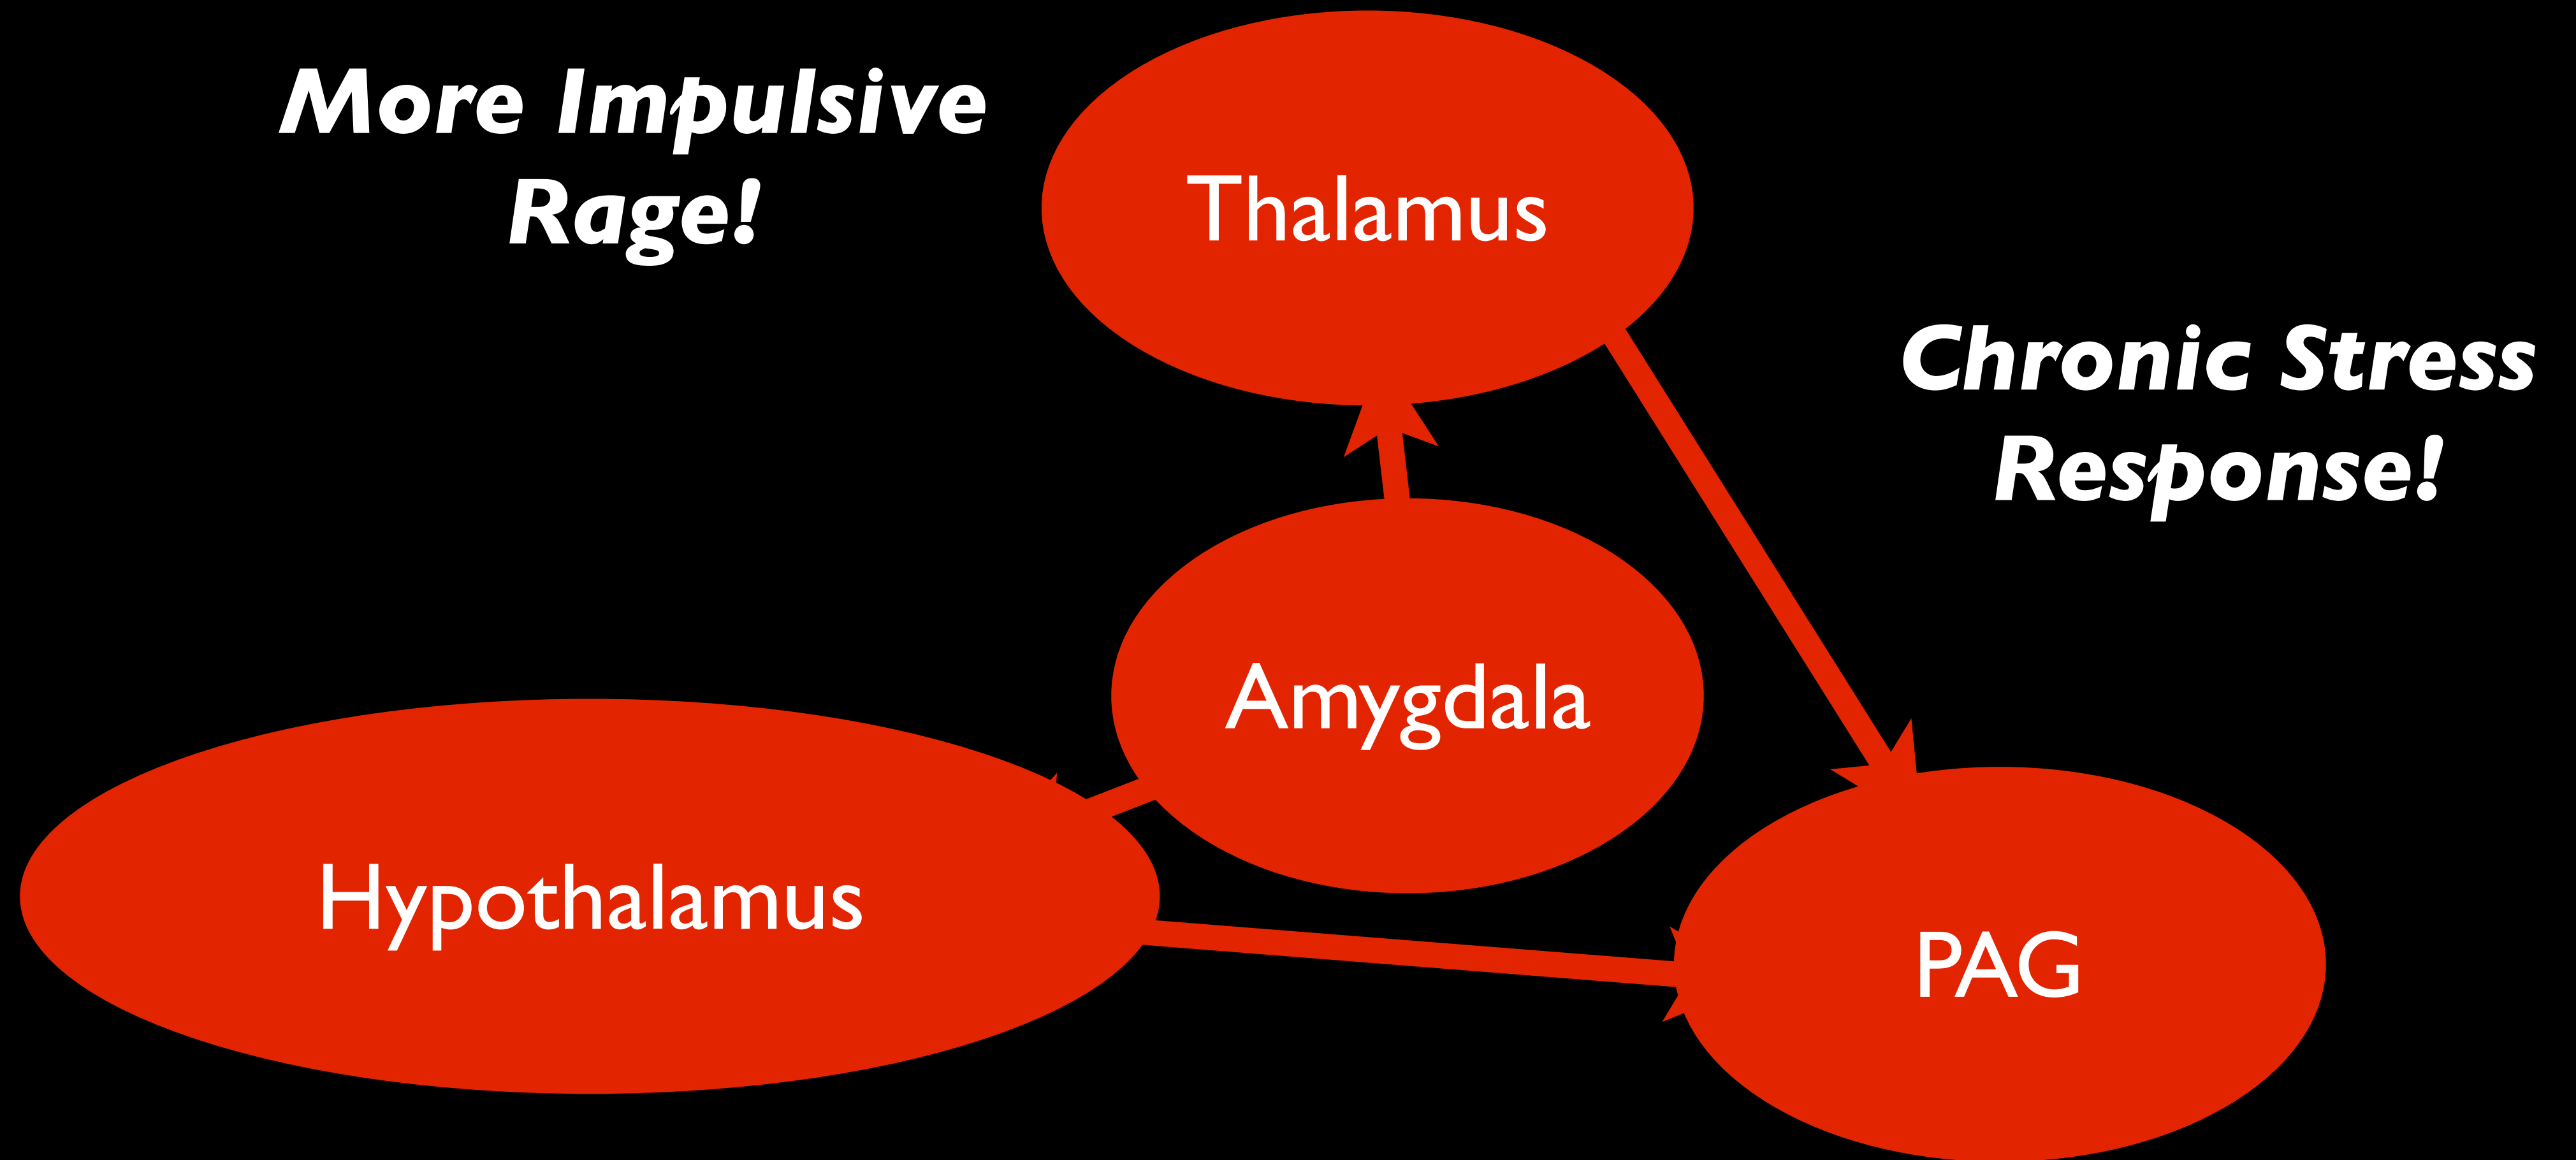 More Impulsive
Rage!
Thalamus
Chronic Stress
Response!
Amygdala
Hypothalamus
PAG